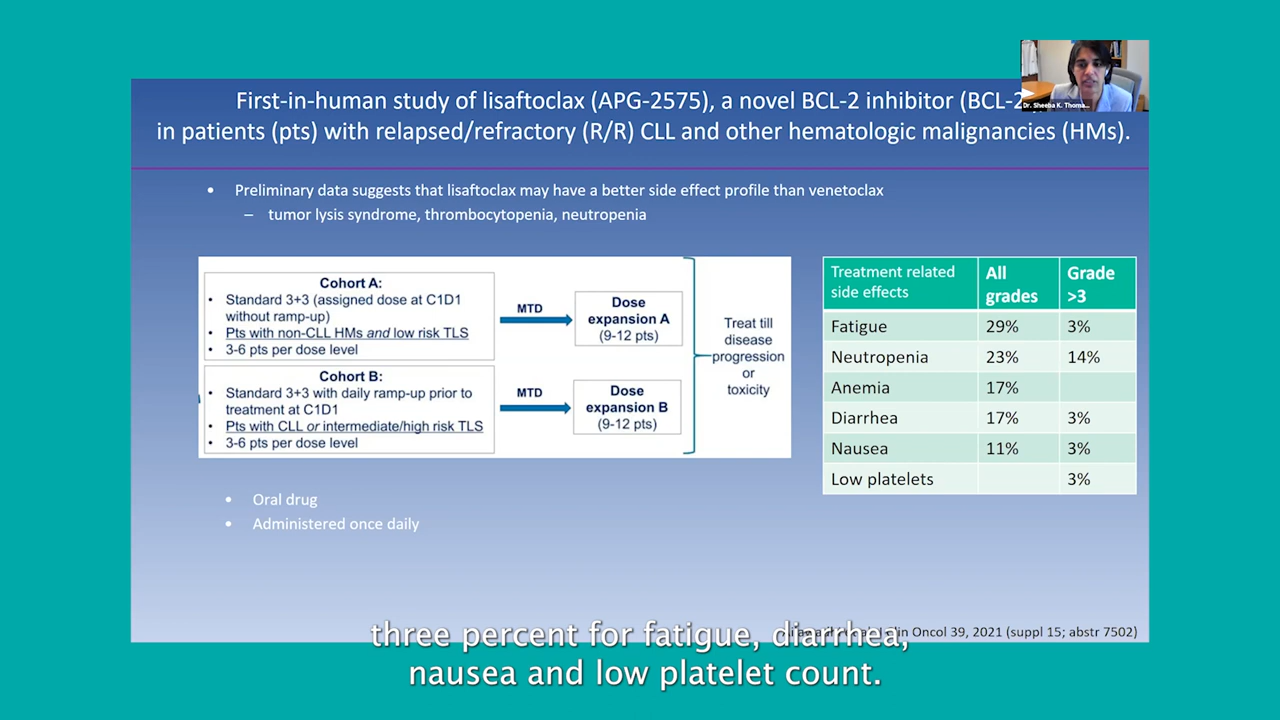 First-in-human study of lisaftoclax (APG-2575), a novel BCL-2 inhibitor (BCL-2
in patients (pts) with relapsed/refractory (R/R) CLL and other hematologic malignancies (HMs).
Dr. Sheeba K. Thoma...
• Preliminary data suggests that lisaftoclax may have a better side effect profile than venetoclax
– tumor lysis syndrome, thrombocytopenia, neutropenia
Cohort A:
• Standard 3+3 (assigned dose at C1D1
without ramp-up)
• Pts with non-CLL HMs and low risk TLS
• 3-6 pts per dose level
MTD
Dose
expansion A
(9-12 pts)
Cohort B:
• Standard 3+3 with daily ramp-up prior to
treatment at C1D1
• Pts with CLL or intermediate/high risk TLS
• 3-6 pts per dose level
MTD
Dose
expansion B
(9-12 pts)
Treat till
disease
progression
or
toxicity
Treatment related
side effects
All
grades
Grade
>3
Fatigue 29% 3%
Neutropenia 23% 14%
Anemia 17%
Diarrhea 17% 3%
Nausea 11% 3%
Low platelets 3%
• Oral drug
• Administered once daily
Oncol 39, 2021 (suppl 15; abstr 7502)
three percent for fatigue, diarrhea,
nausea and low platelet count.